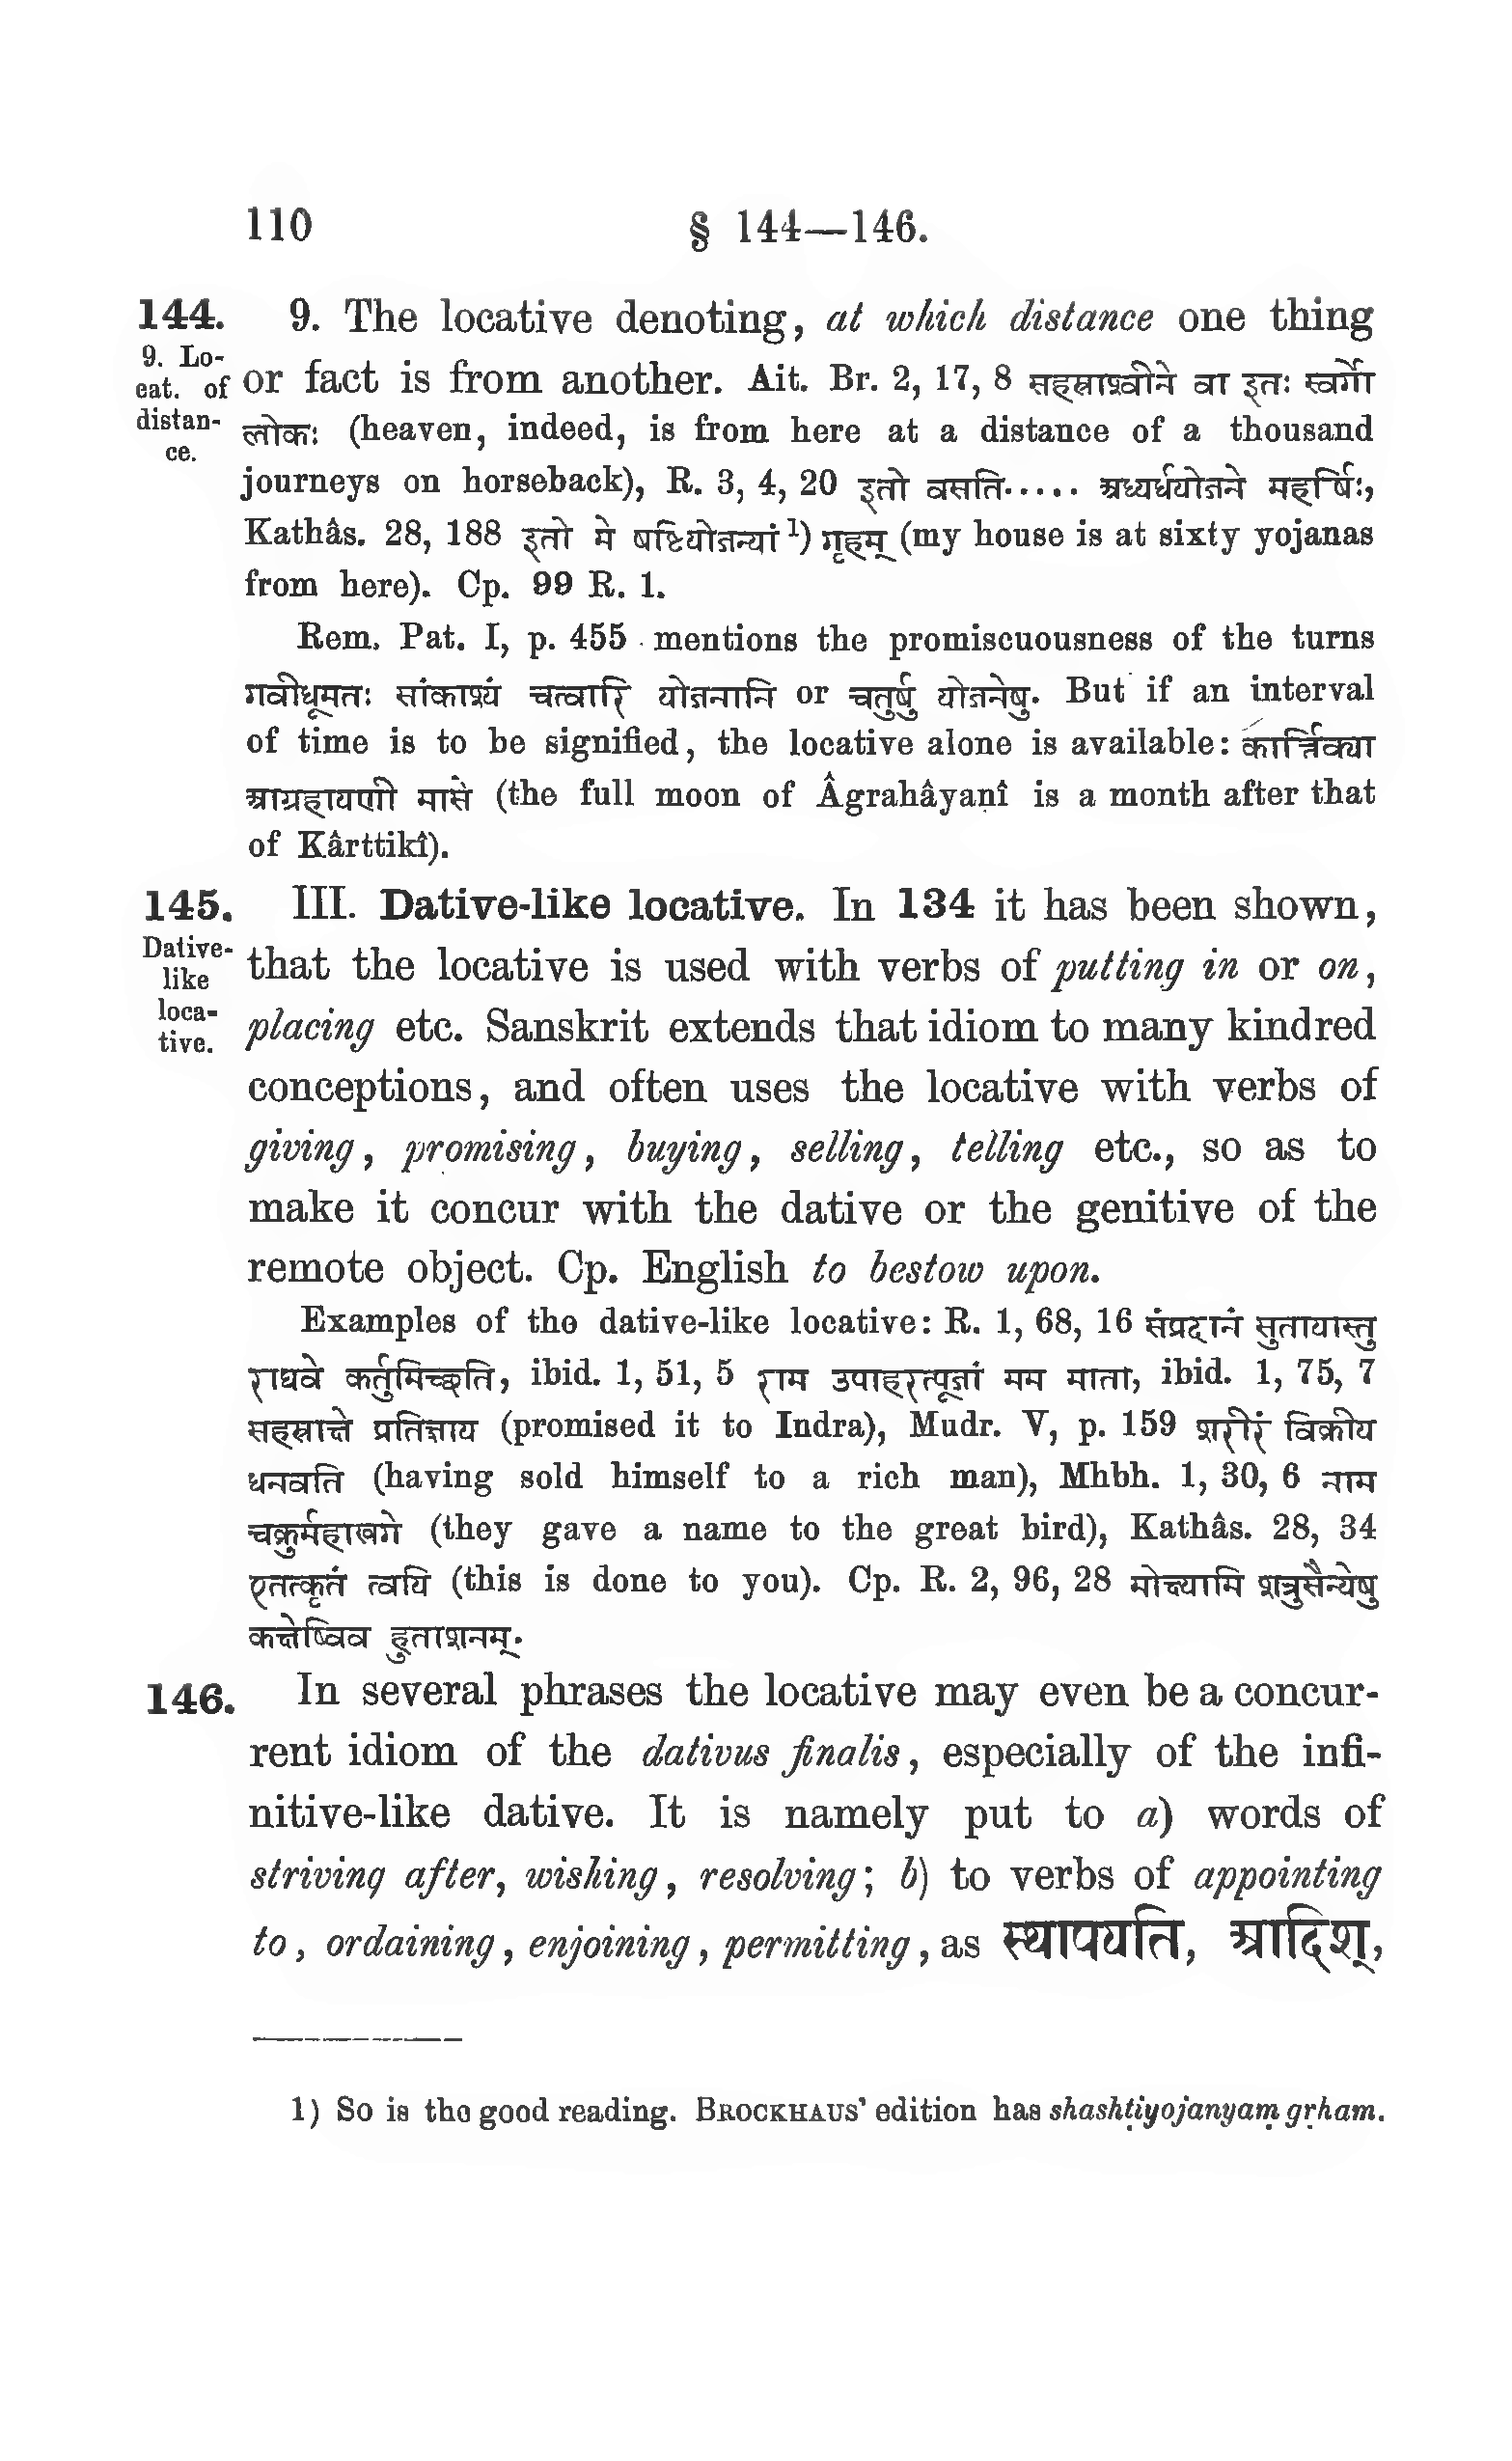 110 § 144—146.
144. 9. The locative denoting, at which distance one thing
9. Lo-
cat. of
distan-
ce.
or fact is from another. Ait. Br. 2, 17, 8 सहस्राश्वीने वा इतः स्वर्गो
लोकः (heaven, indeed, is from here at a distance of a thousand
journeys on horseback), R. 3, 4, 20 इतो वसति..... अध्यर्धयोजने महर्षिः,
Kathâs. 28, 188 इतो मे षष्टियोजन्यां ¹) गृहम् (my house is at sixty yojanas
from here). Cp. 99 R. 1.
Rem. Pat. I, p. 455 mentions the promiscuousness of the turns
गवीधूमतः सांकाश्यं चत्वारि योजनानि or चतुर्षु योजनेषु. But if an interval
of time is to be signified, the locative alone is available: कार्त्तिक्या
आग्रहायणी मासे (the full moon of Âgrahâyaṇî is a month after that
of Kârttikî).
145. III. Dative-like locative. In 134 it has been shown,
Dative-
like
loca-
tive.
that the locative is used with verbs of putting in or on,
placing etc. Sanskrit extends that idiom to many kindred
conceptions, and often uses the locative with verbs of
giving, promising, buying, selling, telling etc., so as to
make it concur with the dative or the genitive of the
remote object. Cp. English to bestow upon.
Examples of the dative-like locative: R. 1, 68, 16 संप्रदानं सुतायास्तु
राघवे कर्तुमिच्छति, ibid. 1, 51, 5 राम उपाहरत्पूजां मम माता, ibid. 1, 75, 7
सहस्राक्षे प्रतिज्ञाय (promised it to Indra), Mudr. V, p. 159 शरीरं विक्रीय
धनवति (having sold himself to a rich man), Mhbh. 1, 30, 6 नाम
चक्रुर्महाखगे (they gave a name to the great bird), Kathâs. 28, 34
एतत्कृतं त्वयि (this is done to you). Cp. R. 2, 96, 28 मोक्ष्यामि शत्रुसैन्येषु
कक्षेष्विव हुताशनम्.
146. In several phrases the locative may even be a concur-
rent idiom of the dativus finalis, especially of the infi-
nitive-like dative. It is namely put to a) words of
striving after, wishing, resolving; b) to verbs of appointing
to, ordaining, enjoining, permitting, as स्थापयति, आदिश्,
1) So is the good reading. BROCKHAUS' edition has shashṭiyojanyaṃ gṛham.